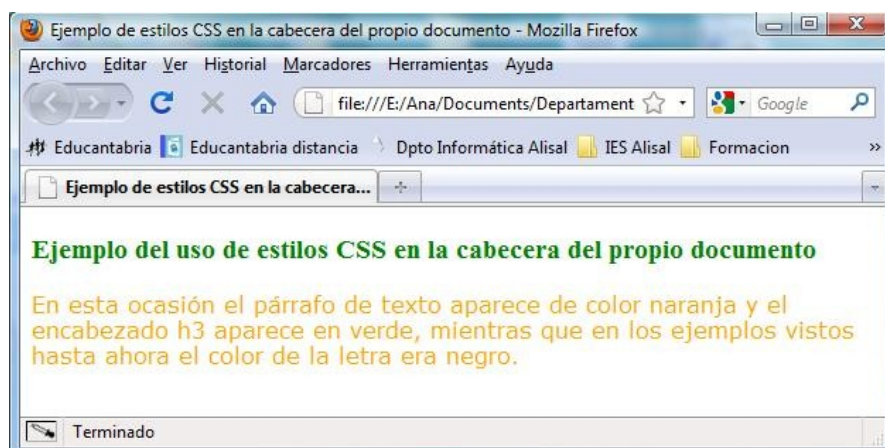 Ejemplo de estilos CSS en la cabecera del propio documento - Mozilla Firefox
Archivo Editar Ver Historial Marcadores Herramientas Ayuda
file:///E:/Ana/Documents/Departament Google
Educantabria Educantabria distancia Dpto Informática Alisal IES Alisal Formacion »
Ejemplo de estilos CSS en la cabecera...
Ejemplo del uso de estilos CSS en la cabecera del propio documento
En esta ocasión el párrafo de texto aparece de color naranja y el
encabezado h3 aparece en verde, mientras que en los ejemplos vistos
hasta ahora el color de la letra era negro.
Terminado